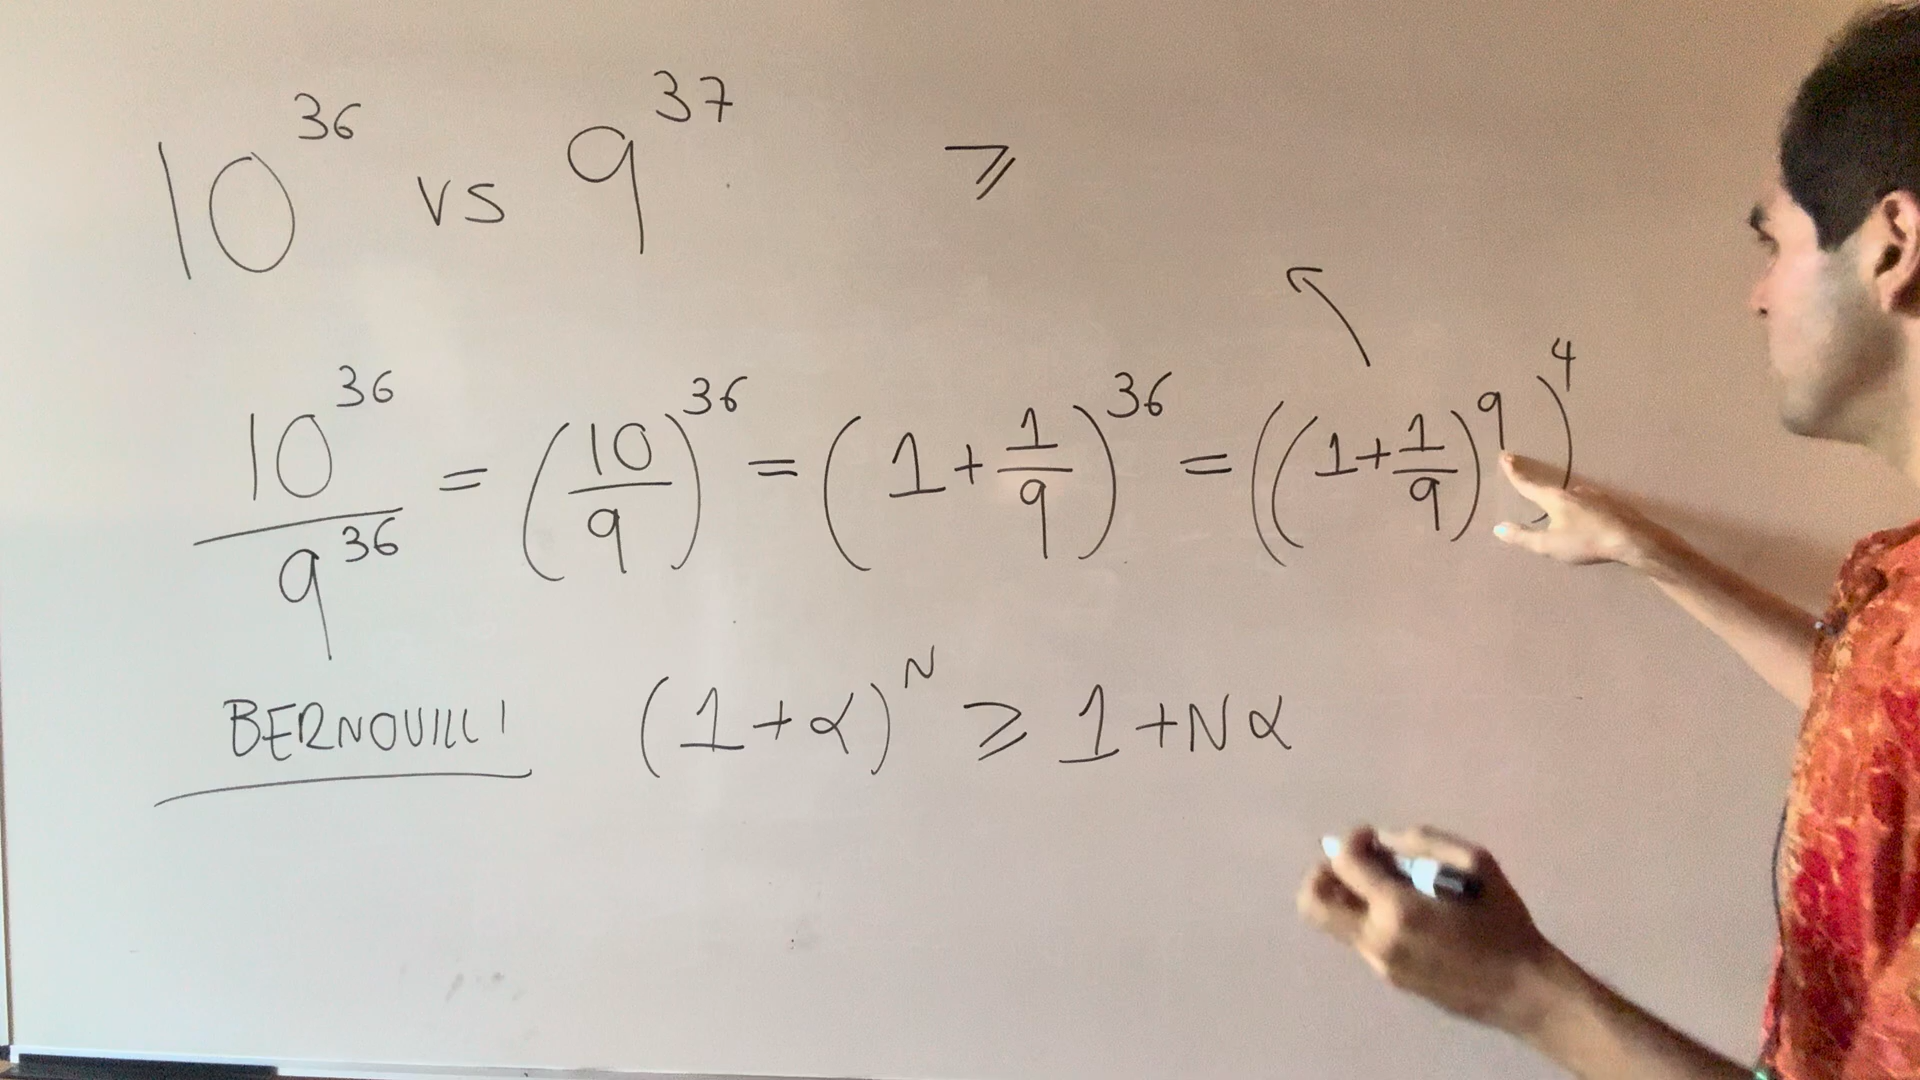 10^36 vs 9^37 ⩾
10^36 / 9^36 = (10/9)^36 = (1+1/9)^36 = ((1+1/9)^9)^4
BERNOUILLI (1+α)^N ⩾ 1+Nα